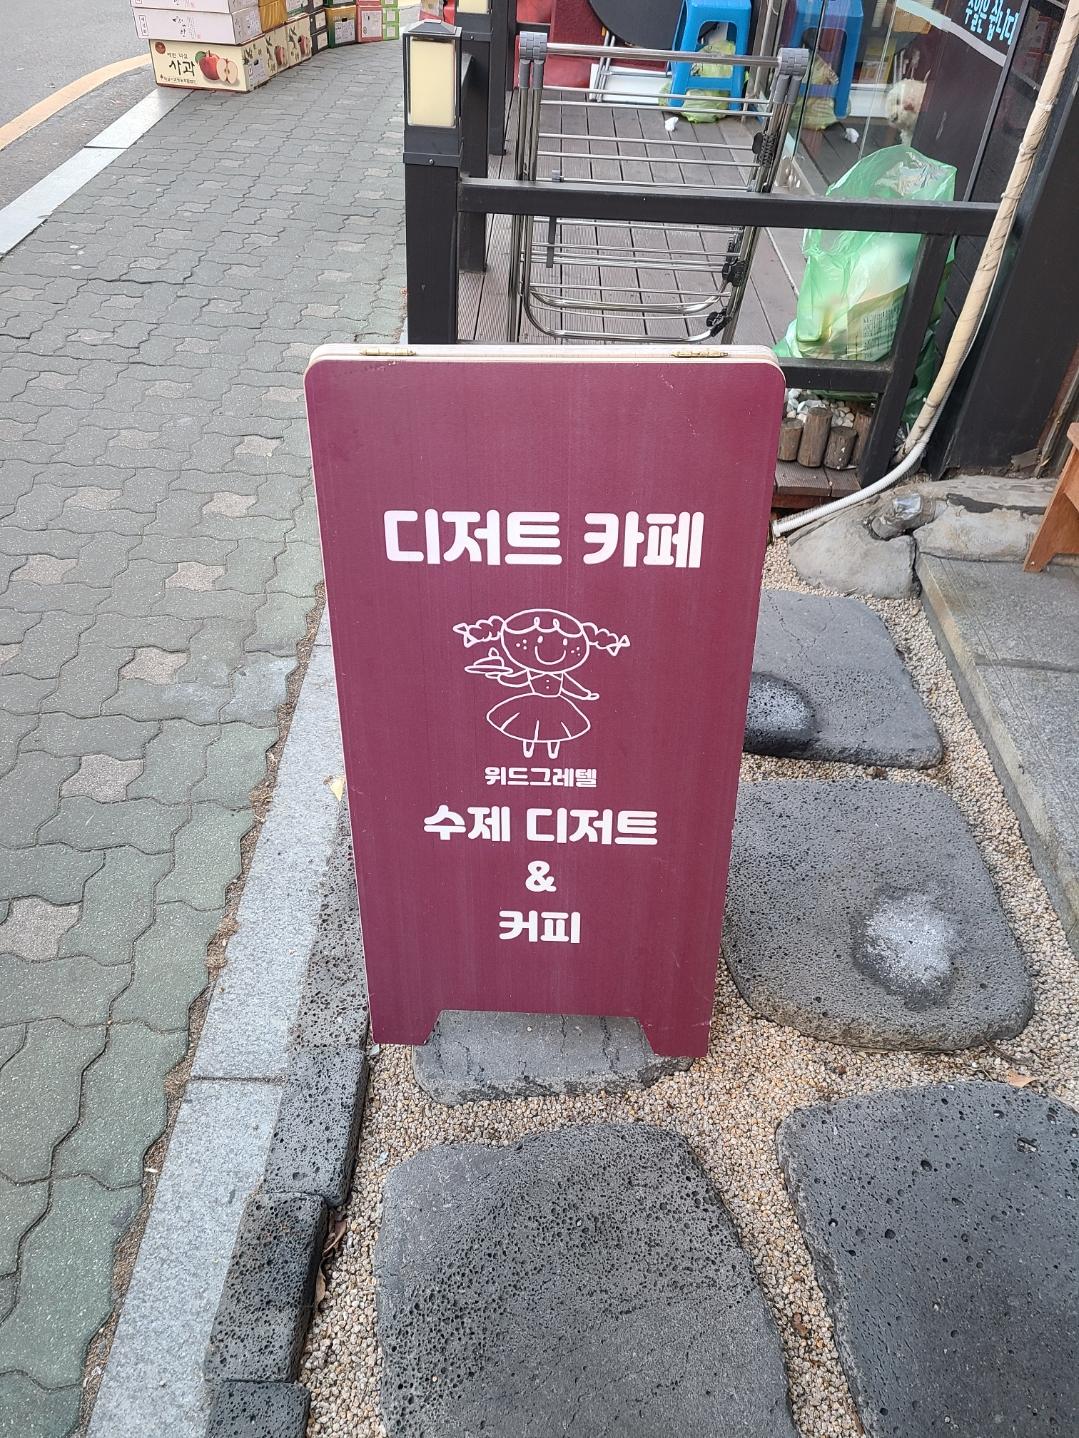 사과
디저트 카페
위드그레텔
수제 디저트
&
커피